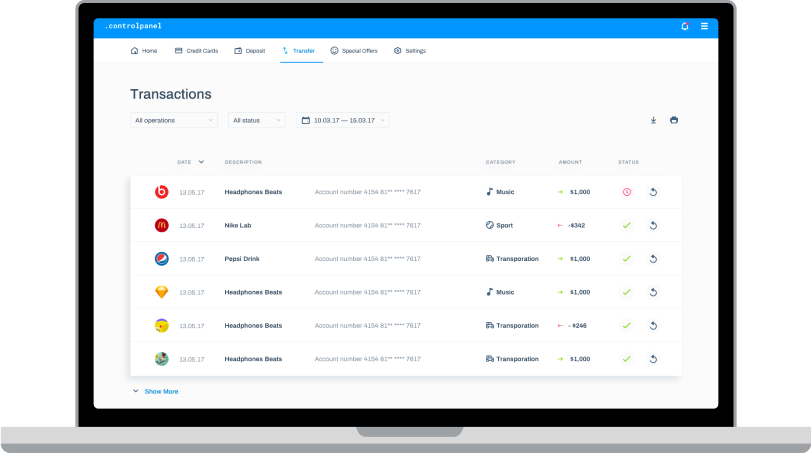 .controlpanel
Home Credit Cards Deposit Transfer Special Offers Settings
Transactions
All operations All status 10.03.17 — 15.03.17
DATE DESCRIPTION CATEGORY AMOUNT STATUS
13.05.17 Headphones Beats Account number 4154 81** **** 7617 Music $1,000
13.05.17 Nike Lab Account number 4154 81** **** 7617 Sport -$342
13.05.17 Pepsi Drink Account number 4154 81** **** 7617 Transporation $1,000
13.05.17 Headphones Beats Account number 4154 81** **** 7617 Music $1,000
13.05.17 Headphones Beats Account number 4154 81** **** 7617 Transporation - $246
13.05.17 Headphones Beats Account number 4154 81** **** 7617 Transporation $1,000
Show More